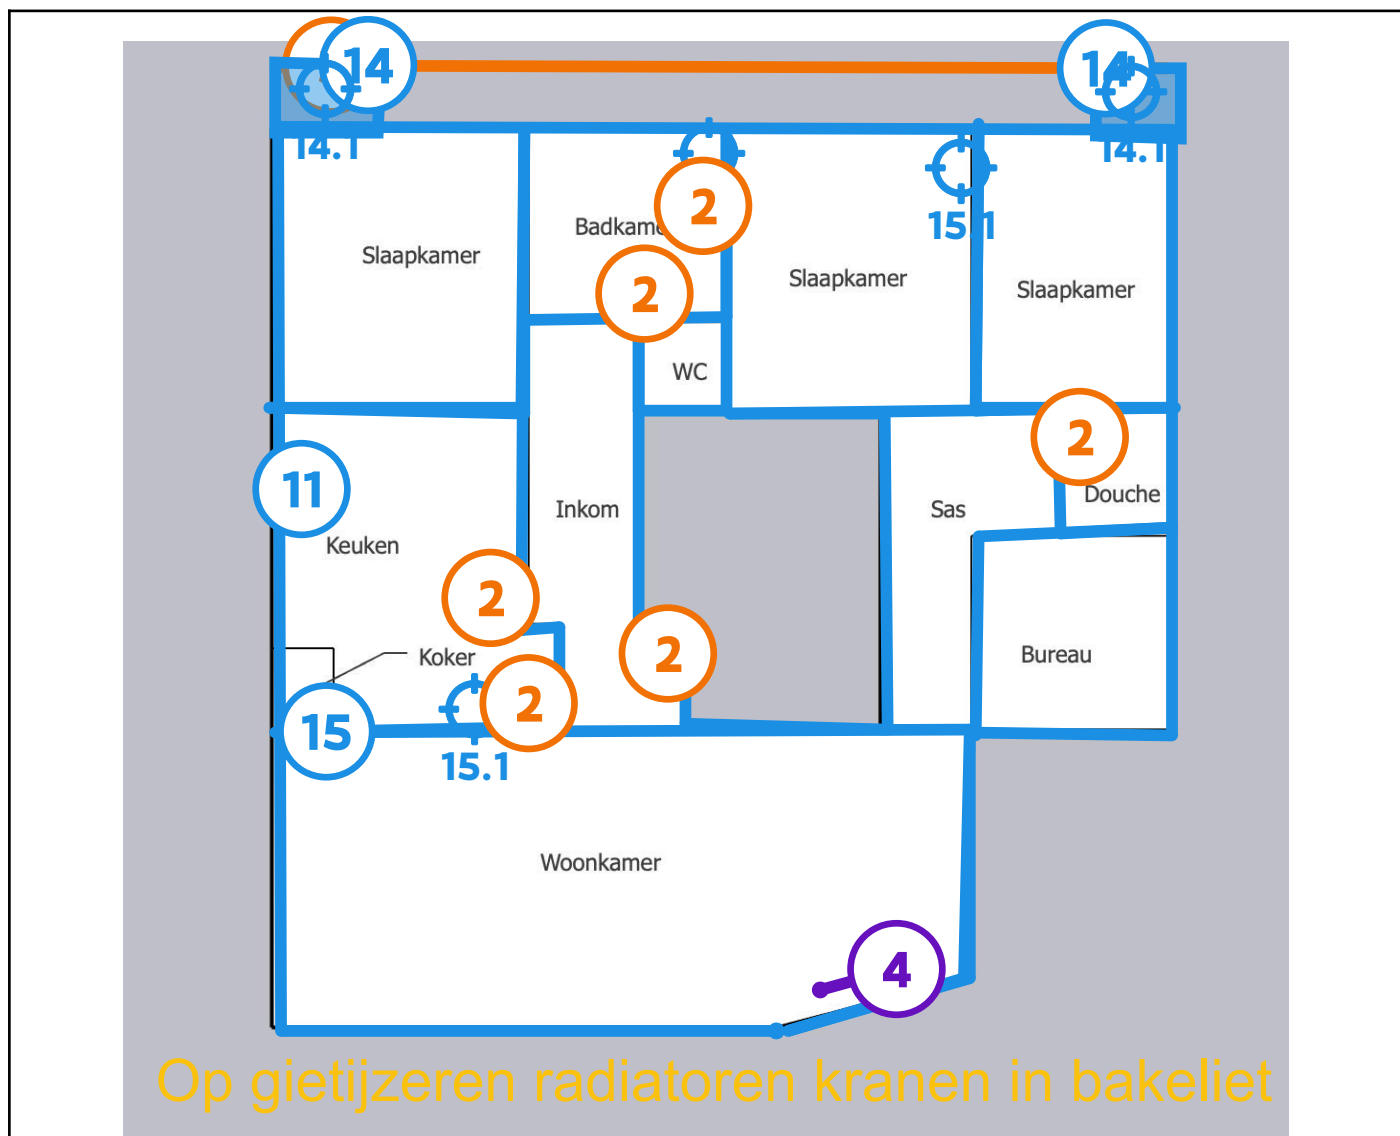 14
14
14.1
14.1
2
15.1
Slaapkamer
2
Slaapkamer
Slaapkamer
WC
2
11
Inkom
Sas
Douche
Keuken
2
2
Koker
Bureau
2
15
15.1
Woonkamer
4
Op gietijzeren radiatoren kranen in bakeliet